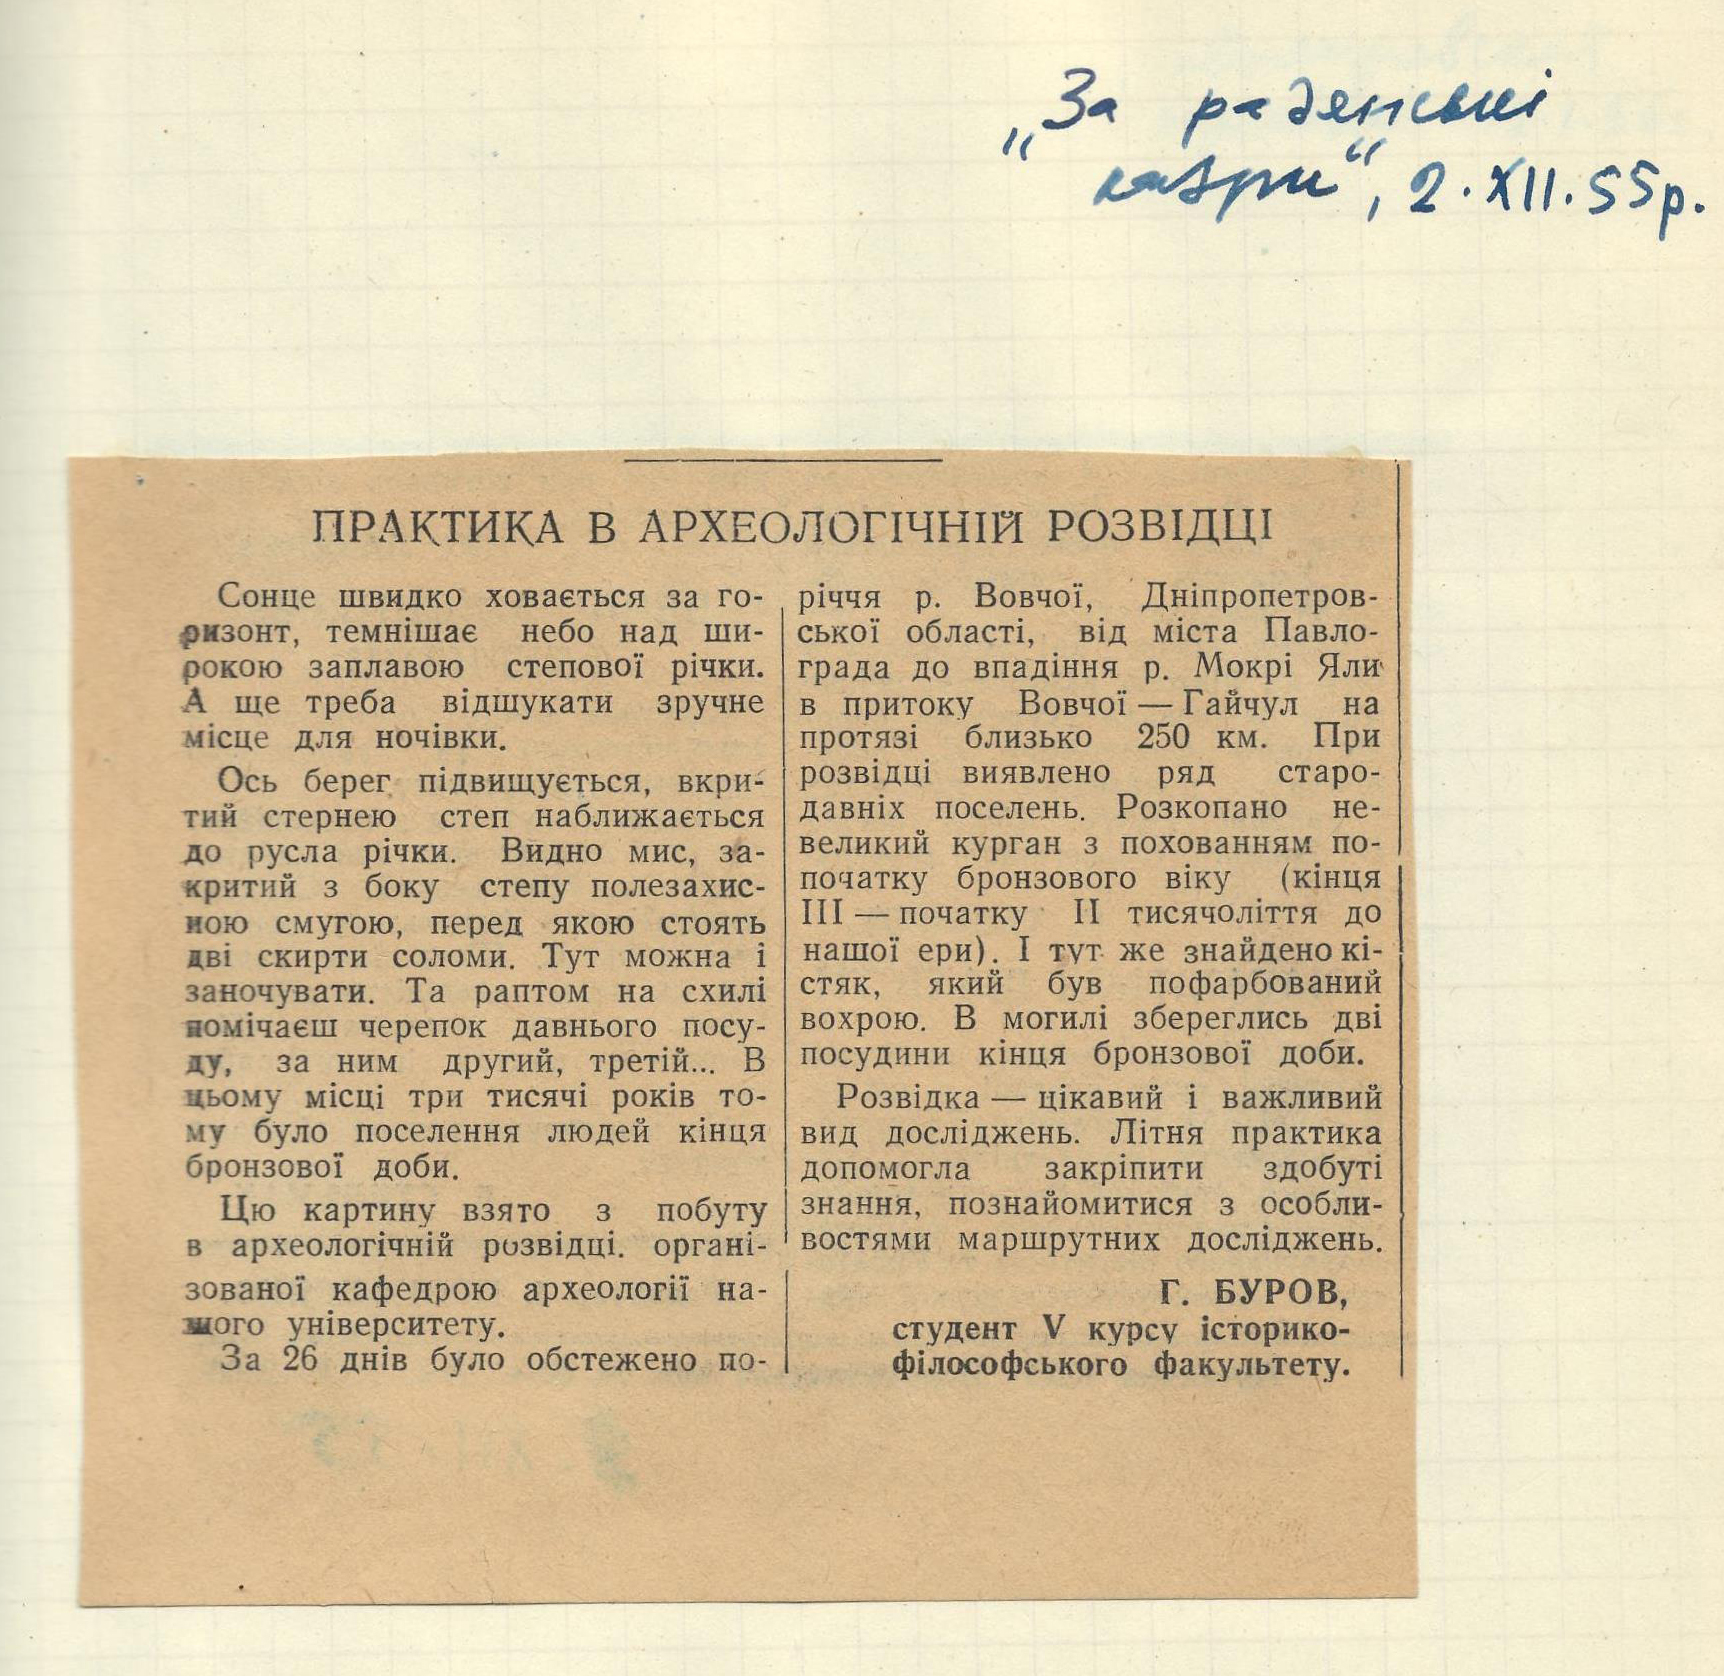 „За радянські
кадри“, 2.XII.55р.
ПРАКТИКА В АРХЕОЛОГІЧНІЙ РОЗВІДЦІ
Сонце швидко ховається за го-
ризонт, темнішає небо над ши-
рокою заплавою степової річки.
А ще треба відшукати зручне
місце для ночівки.
Ось берег підвищується, вкри-
тий стернею степ наближається
до русла річки. Видно мис, за-
критий з боку степу полезахис-
ною смугою, перед якою стоять
дві скирти соломи. Тут можна і
заночувати. Та раптом на схилі
помічаєш черепок давнього посу-
ду, за ним другий, третій... В
цьому місці три тисячі років то-
му було поселення людей кінця
бронзової доби.
Цю картину взято з побуту
в археологічній розвідці. органі-
зованої кафедрою археології на-
шого університету.
За 26 днів було обстежено по-
річчя р. Вовчої, Дніпропетров-
ської області, від міста Павло-
града до впадіння р. Мокрі Яли
в притоку Вовчої — Гайчул на
протязі близько 250 км. При
розвідці виявлено ряд старо-
давніх поселень. Розкопано не-
великий курган з похованням по-
початку бронзового віку (кінця
III — початку II тисячоліття до
нашої ери). І тут же знайдено кі-
стяк, який був пофарбований
вохрою. В могилі збереглись дві
посудини кінця бронзової доби.
Розвідка — цікавий і важливий
вид досліджень. Літня практика
допомогла закріпити здобуті
знання, познайомитися з особли-
востями маршрутних досліджень.
Г. БУРОВ,
студент V курсу історико-
філософського факультету.